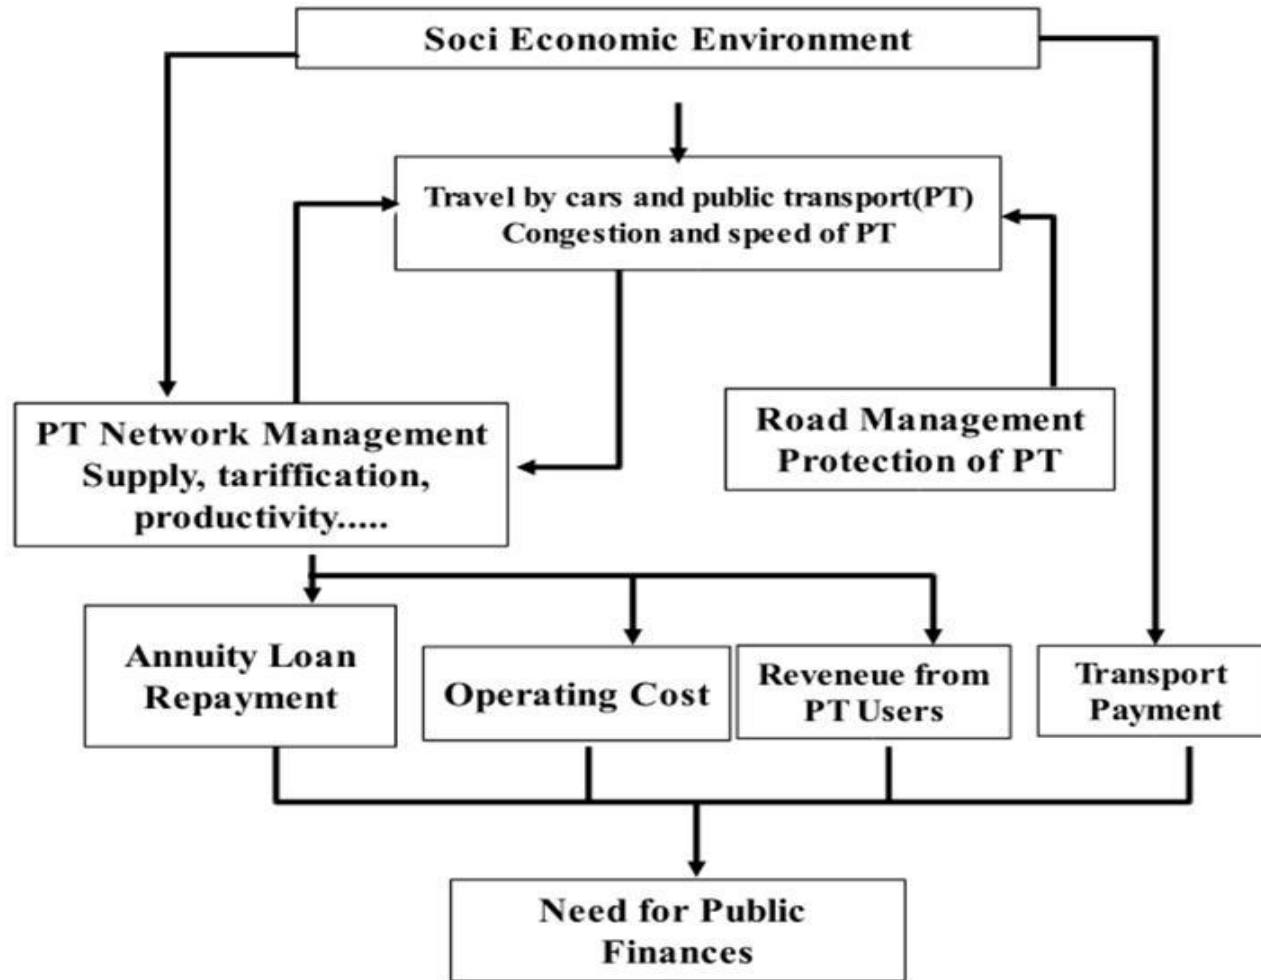 Soci Economic Environment
Travel by cars and public transport(PT)
Congestion and speed of PT
PT Network Management
Supply, tariffication,
productivity.....
Road Management
Protection of PT
Annuity Loan
Repayment
Operating Cost
Reveneue from
PT Users
Transport
Payment
Need for Public
Finances